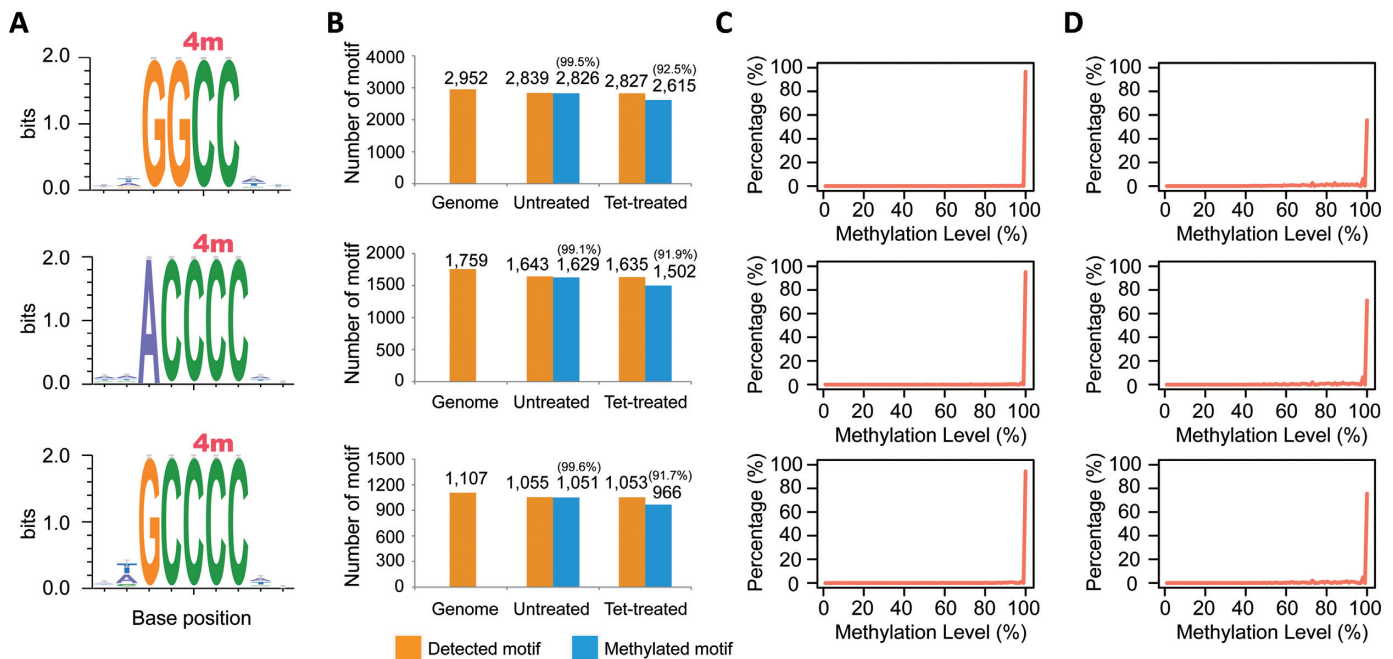 A
B
C
D
4m
2.0
1.0
0.0
bits
GGCC
Number of motif
4000
3000
2000
1000
0
2,952
2,839
(99.5%)
2,826
2,827
(92.5%)
2,615
Genome
Untreated
Tet-treated
Percentage (%)
100
80
60
40
20
0
0 20 40 60 80 100
Methylation Level (%)
Percentage (%)
100
80
60
40
20
0
0 20 40 60 80 100
Methylation Level (%)
4m
2.0
1.0
0.0
bits
ACCCC
Number of motif
2000
1500
1000
500
0
1,759
1,643
(99.1%)
1,629
1,635
(91.9%)
1,502
Genome
Untreated
Tet-treated
Percentage (%)
100
80
60
40
20
0
0 20 40 60 80 100
Methylation Level (%)
Percentage (%)
100
80
60
40
20
0
0 20 40 60 80 100
Methylation Level (%)
4m
2.0
1.0
0.0
bits
GCCCC
Base position
Number of motif
1500
1200
900
600
300
0
1,107
1,055
(99.6%)
1,051
1,053
(91.7%)
966
Genome
Untreated
Tet-treated
Percentage (%)
100
80
60
40
20
0
0 20 40 60 80 100
Methylation Level (%)
Percentage (%)
100
80
60
40
20
0
0 20 40 60 80 100
Methylation Level (%)
Detected motif
Methylated motif